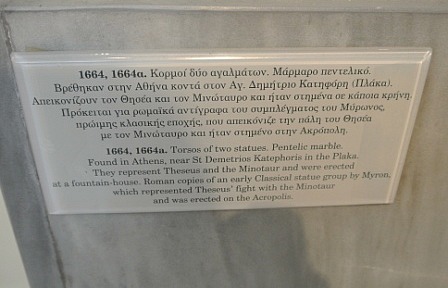 1664, 1664α. Κορμοί δύο αγαλμάτων. Μάρμαρο πεντελικό.
Βρέθηκαν στην Αθήνα κοντά στον Αγ. Δημήτριο Κατηφόρη (Πλάκα).
Απεικονίζουν τον Θησέα και τον Μινώταυρο και ήταν στημένα σε κάποια κρήνη.
Πρόκειται για ρωμαϊκά αντίγραφα του συμπλέγματος του Μύρωνος,
πρώιμης κλασικής εποχής, που απεικόνιζε την πάλη του Θησέα
με τον Μινώταυρο και ήταν στημένο στην Ακρόπολη.
1664, 1664a. Torsos of two statues. Pentelic marble.
Found in Athens, near St Demetrios Katephoris in the Plaka.
They represent Theseus and the Minotaur and were erected
at a fountain-house. Roman copies of an early Classical statue group by Myron,
which represented Theseus' fight with the Minotaur
and was erected on the Acropolis.